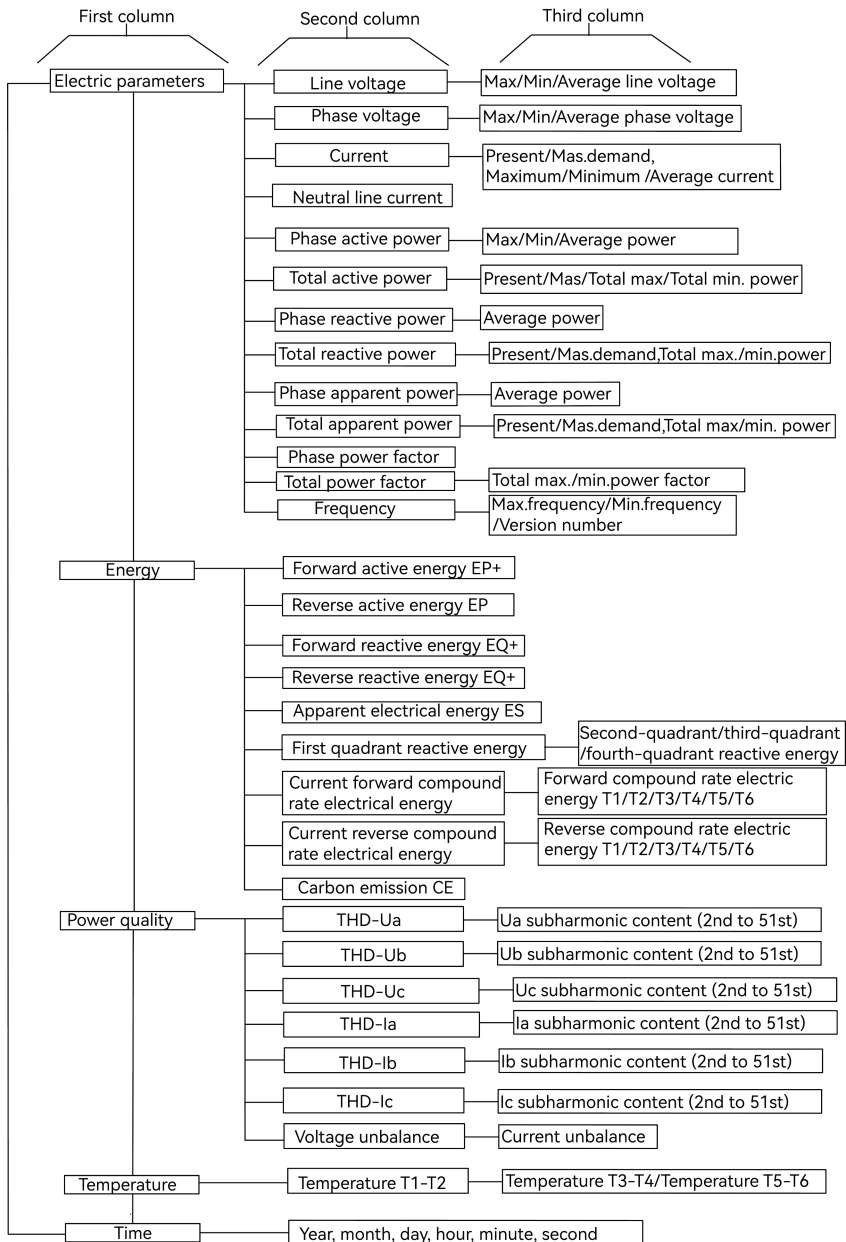 First column
Second column
Third column
Electric parameters
Line voltage
Max/Min/Average line voltage
Phase voltage
Max/Min/Average phase voltage
Current
Present/Mas.demand,
Maximum/Minimum /Average current
Neutral line current
Phase active power
Max/Min/Average power
Total active power
Present/Mas/Total max/Total min. power
Phase reactive power
Average power
Total reactive power
Present/Mas.demand,Total max./min.power
Phase apparent power
Average power
Total apparent power
Present/Mas.demand,Total max/min. power
Phase power factor
Total power factor
Total max./min.power factor
Frequency
Max.frequency/Min.frequency
/Version number
Energy
Forward active energy EP+
Reverse active energy EP
Forward reactive energy EQ+
Reverse reactive energy EQ+
Apparent electrical energy ES
First quadrant reactive energy
Second-quadrant/third-quadrant
/fourth-quadrant reactive energy
Current forward compound
rate electrical energy
Forward compound rate electric
energy T1/T2/T3/T4/T5/T6
Current reverse compound
rate electrical energy
Reverse compound rate electric
energy T1/T2/T3/T4/T5/T6
Carbon emission CE
Power quality
THD-Ua
Ua subharmonic content (2nd to 51st)
THD-Ub
Ub subharmonic content (2nd to 51st)
THD-Uc
Uc subharmonic content (2nd to 51st)
THD-Ia
Ia subharmonic content (2nd to 51st)
THD-Ib
Ib subharmonic content (2nd to 51st)
THD-Ic
Ic subharmonic content (2nd to 51st)
Voltage unbalance
Current unbalance
Temperature
Temperature T1-T2
Temperature T3-T4/Temperature T5-T6
Time
Year, month, day, hour, minute, second